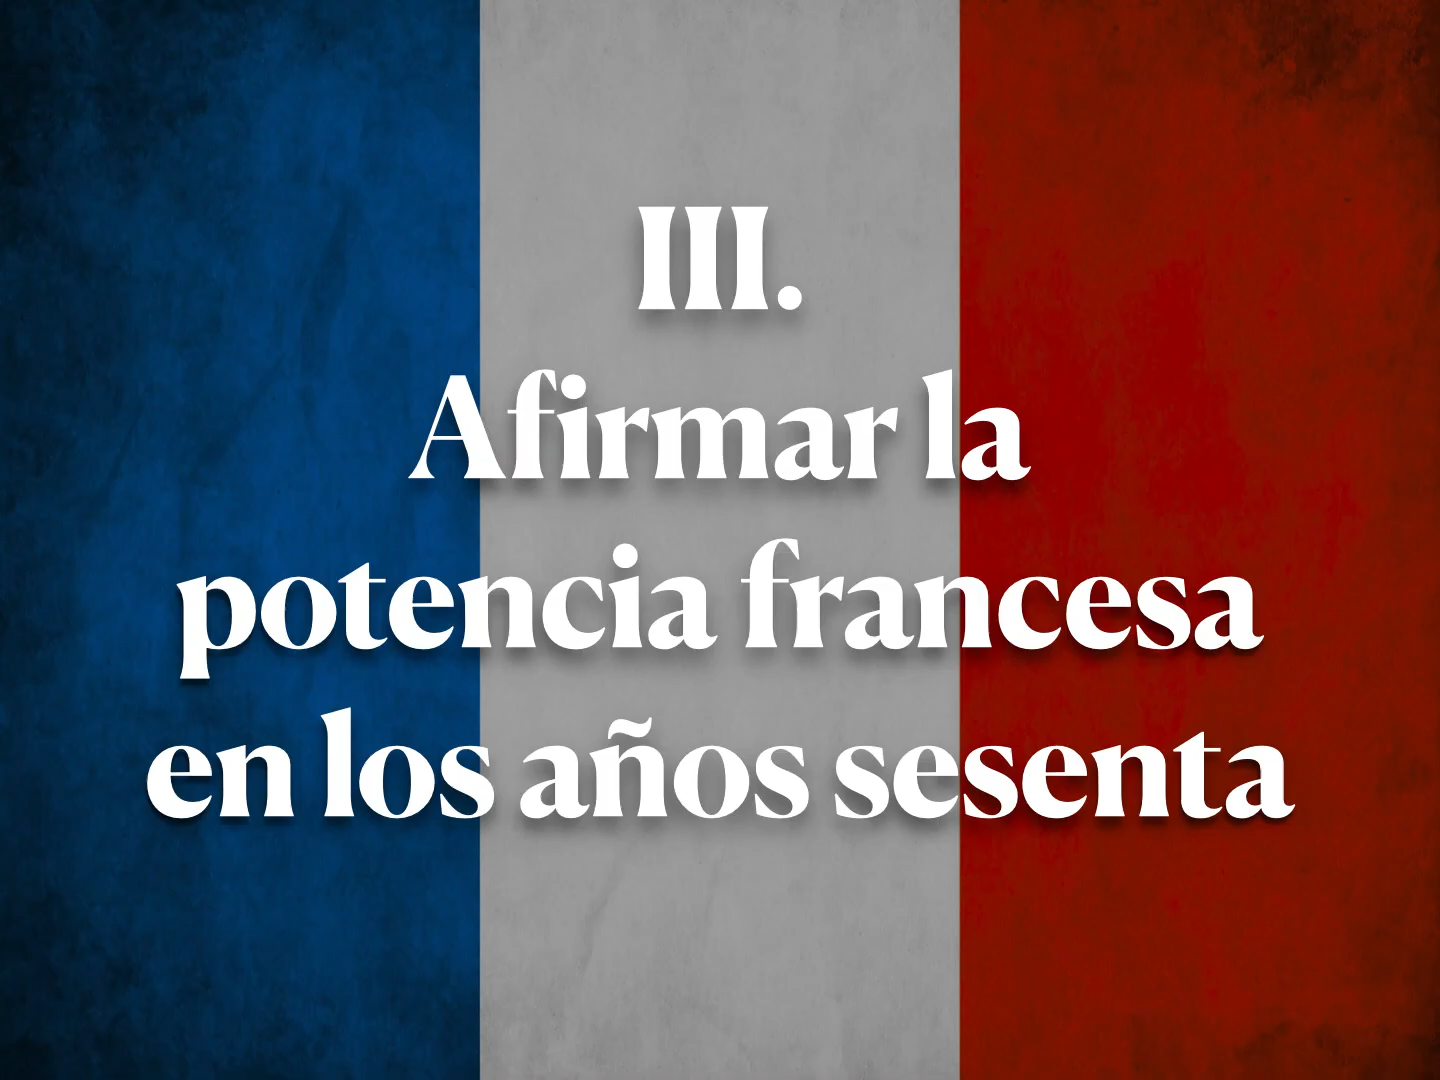 III.
Afirmar la
potencia francesa
en los años sesenta